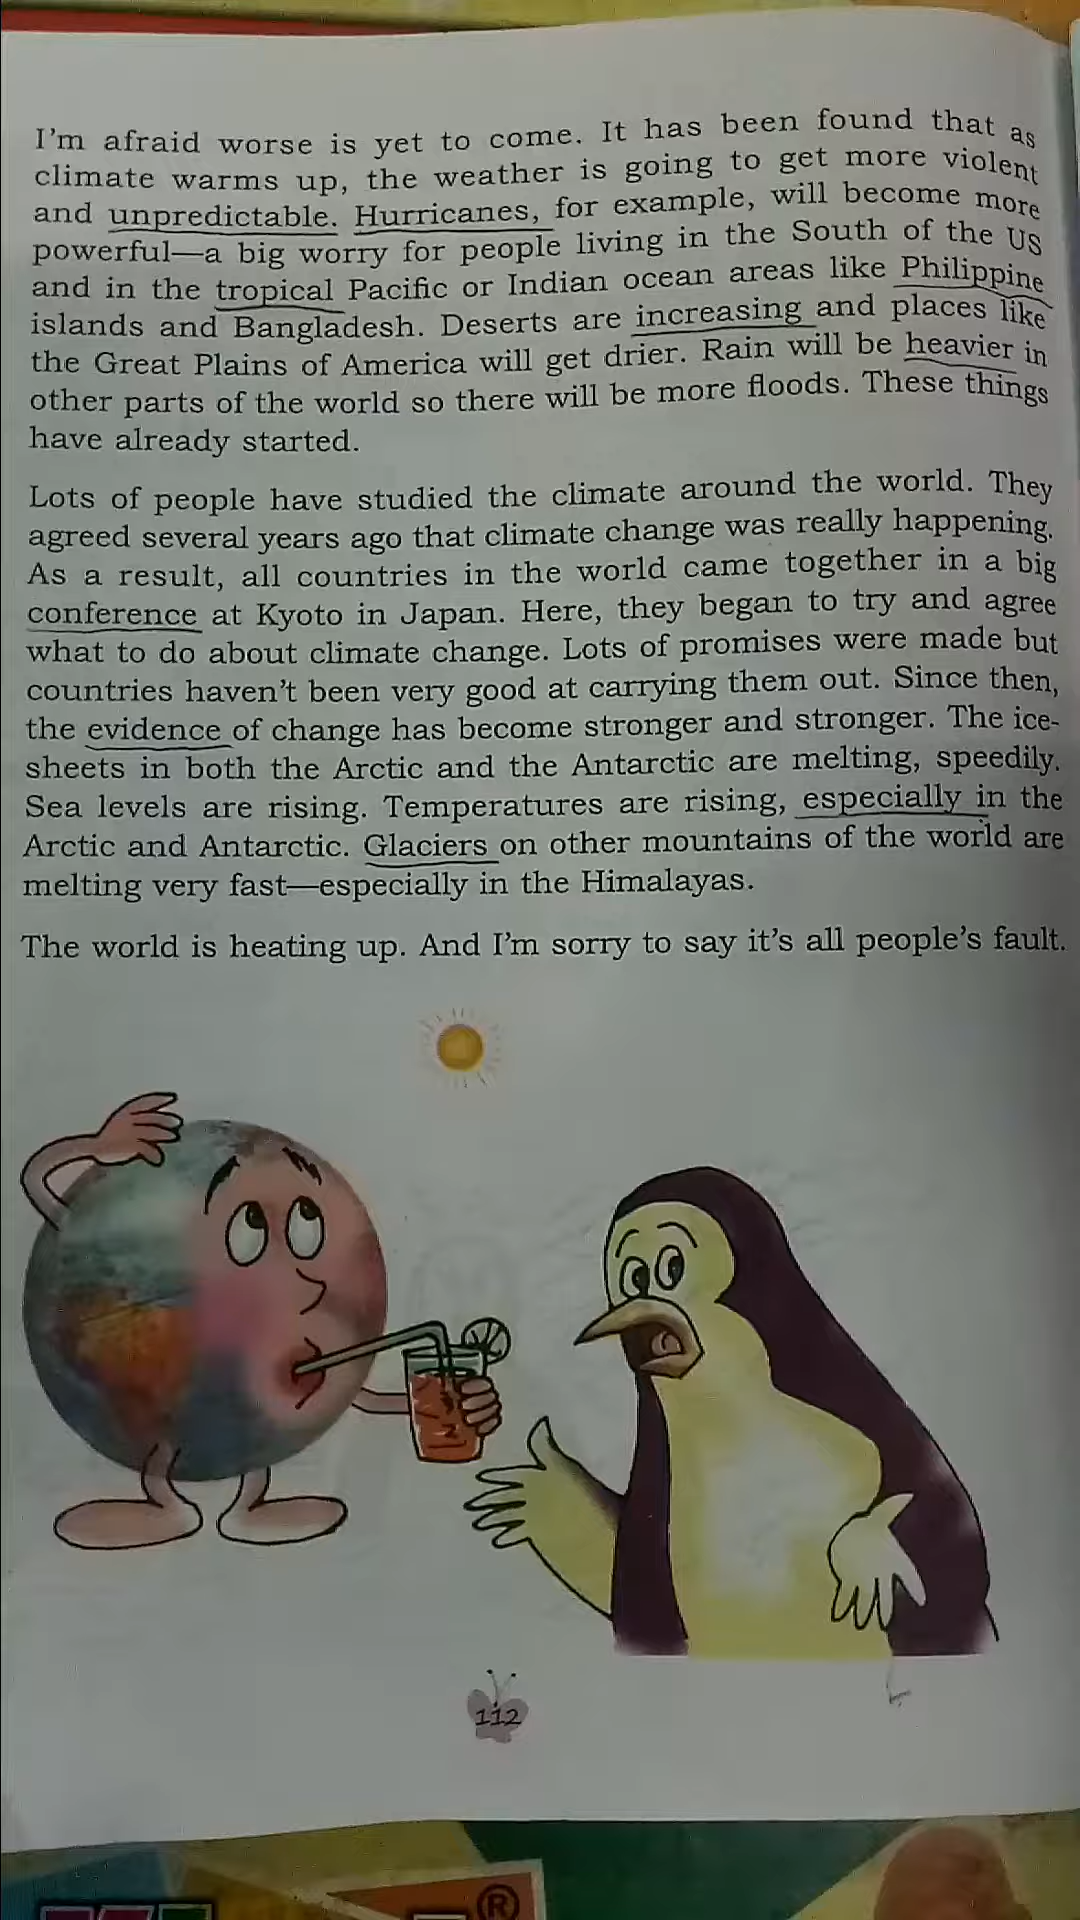 I'm afraid worse is yet to come. It has been found that as
climate warms up, the weather is going to get more violent
and unpredictable. Hurricanes, for example, will become more
powerful—a big worry for people living in the South of the US
and in the tropical Pacific or Indian ocean areas like Philippine
islands and Bangladesh. Deserts are increasing and places like
the Great Plains of America will get drier. Rain will be heavier in
other parts of the world so there will be more floods. These things
have already started.
Lots of people have studied the climate around the world. They
agreed several years ago that climate change was really happening.
As a result, all countries in the world came together in a big
conference at Kyoto in Japan. Here, they began to try and agree
what to do about climate change. Lots of promises were made but
countries haven't been very good at carrying them out. Since then,
the evidence of change has become stronger and stronger. The ice-
sheets in both the Arctic and the Antarctic are melting, speedily.
Sea levels are rising. Temperatures are rising, especially in the
Arctic and Antarctic. Glaciers on other mountains of the world are
melting very fast—especially in the Himalayas.
The world is heating up. And I'm sorry to say it's all people's fault.
112
®